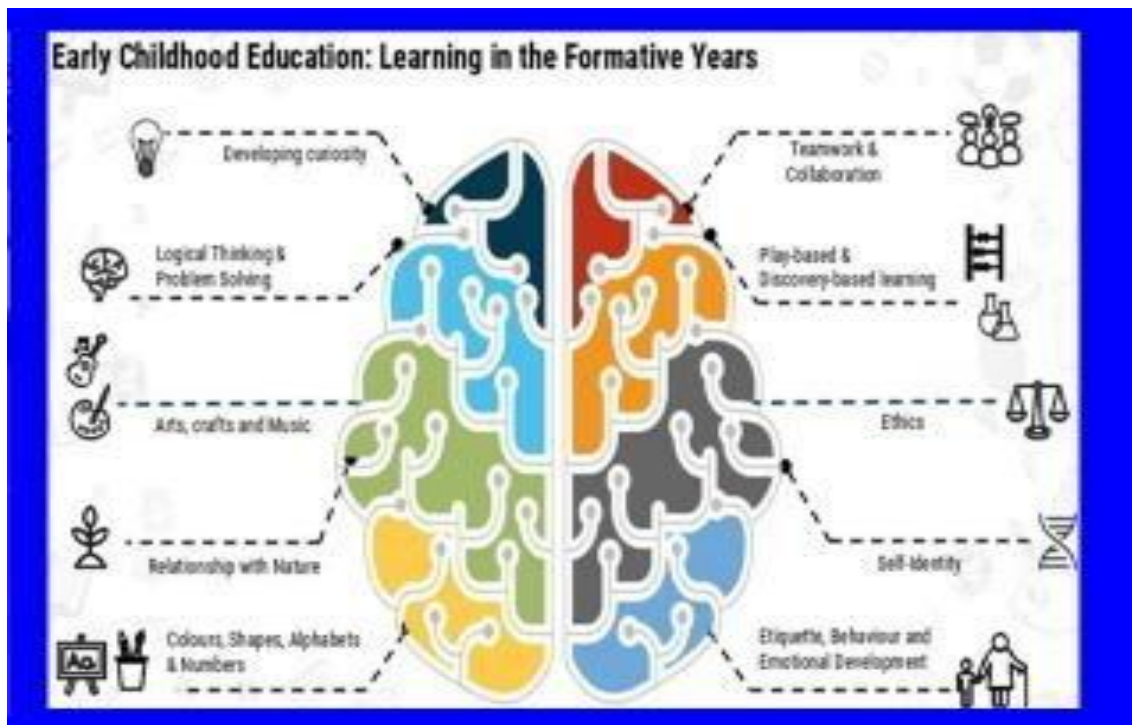 Early Childhood Education: Learning in the Formative Years
Developing curiosity
Logical Thinking &
Problem Solving
Arts, crafts and Music
Relationship with Nature
Aa
Colours, Shapes, Alphabets
& Numbers
Teamwork &
Collaboration
Play-based &
Discovery-based learning
Ethics
Self-Identity
Etiquette, Behaviour and
Emotional Development